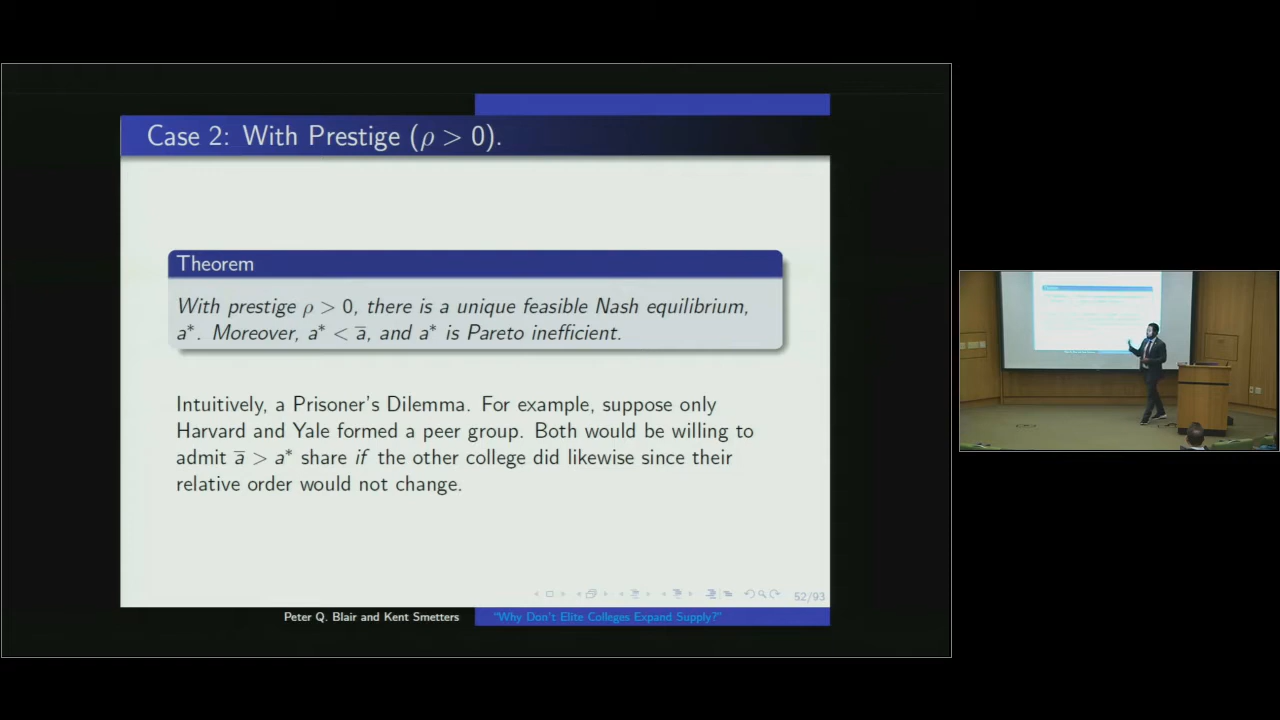 Case 2: With Prestige (ρ > 0).
Theorem
With prestige ρ > 0, there is a unique feasible Nash equilibrium,
a*. Moreover, a* < a̅, and a* is Pareto inefficient.
Intuitively, a Prisoner's Dilemma. For example, suppose only
Harvard and Yale formed a peer group. Both would be willing to
admit a̅ > a* share if the other college did likewise since their
relative order would not change.
52/93
Peter Q. Blair and Kent Smetters
"Why Don't Elite Colleges Expand Supply?"